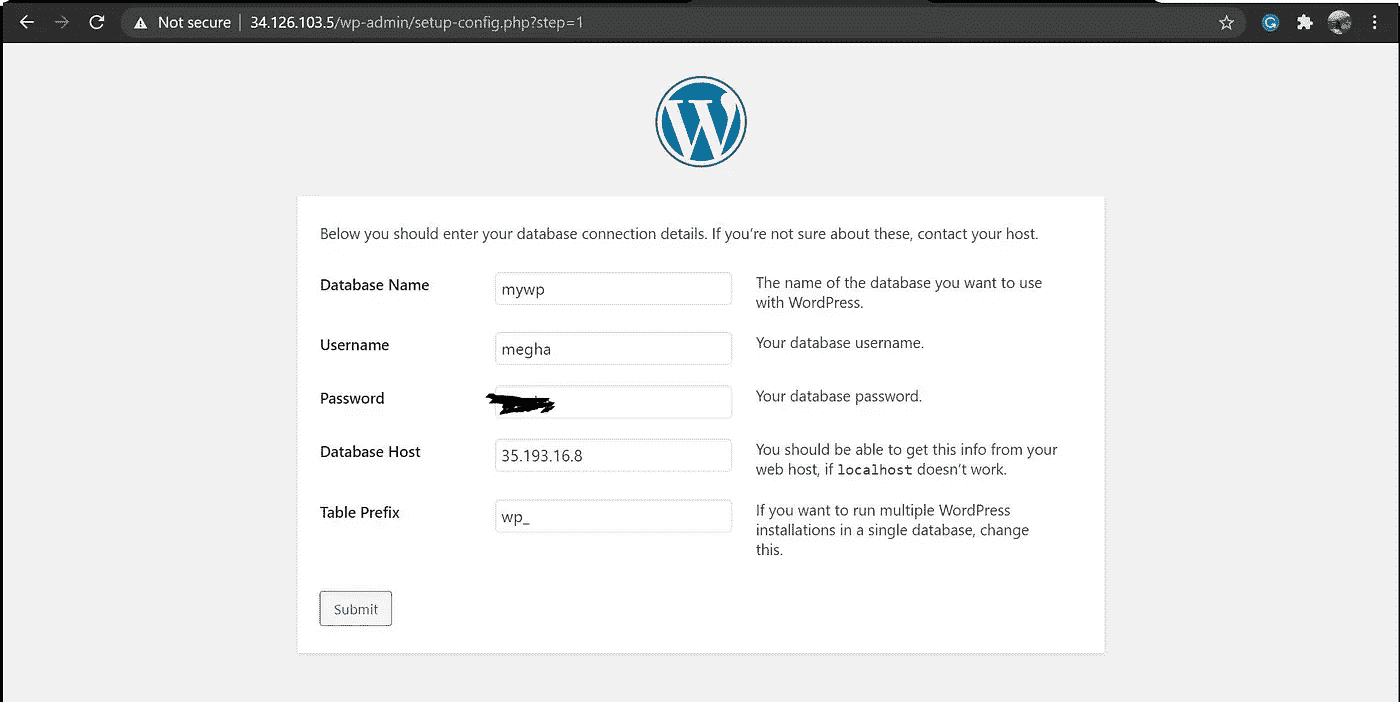 Not secure | 34.126.103.5/wp-admin/setup-config.php?step=1
W
Below you should enter your database connection details. If you’re not sure about these, contact your host.
Database Name
mywp
The name of the database you want to use
with WordPress.
Username
megha
Your database username.
Password
Your database password.
Database Host
35.193.16.8
You should be able to get this info from your
web host, if localhost doesn’t work.
Table Prefix
wp_
If you want to run multiple WordPress
installations in a single database, change
this.
Submit